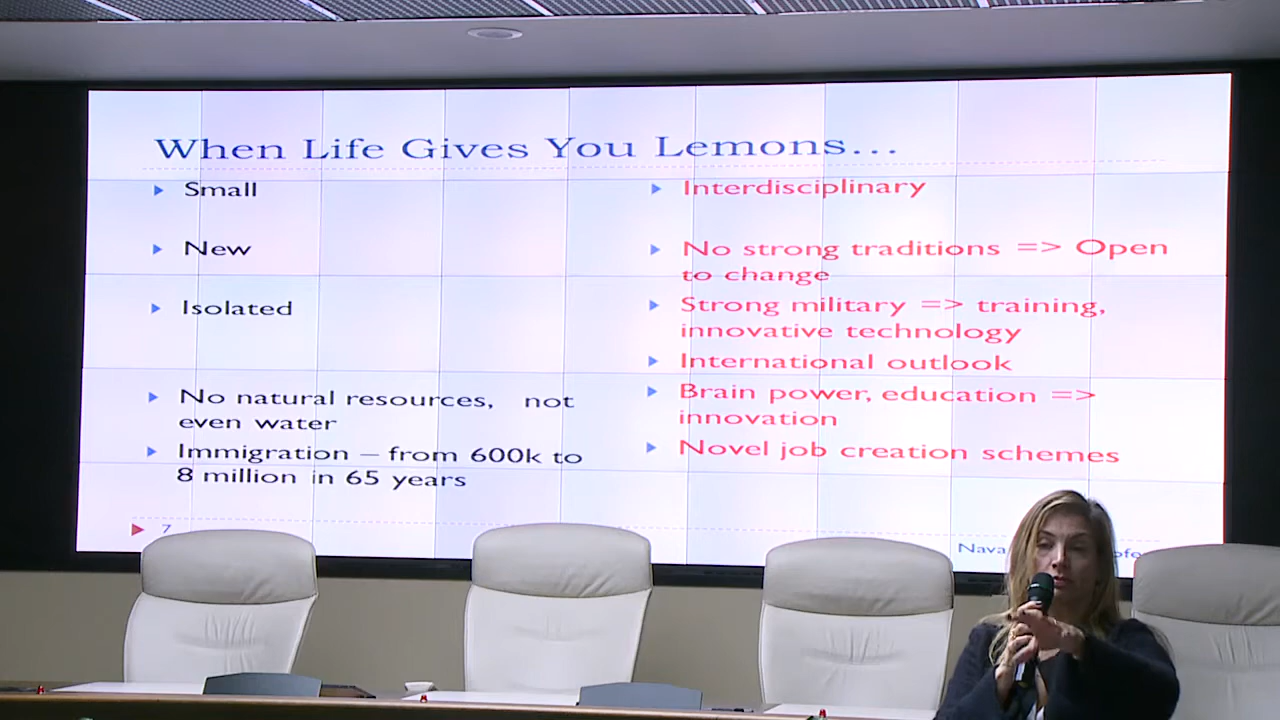 When Life Gives You Lemons...
Small
New
Isolated
No natural resources, not
even water
Immigration – from 600k to
8 million in 65 years
Interdisciplinary
No strong traditions => Open
to change
Strong military => training,
innovative technology
International outlook
Brain power, education =>
innovation
Novel job creation schemes
7